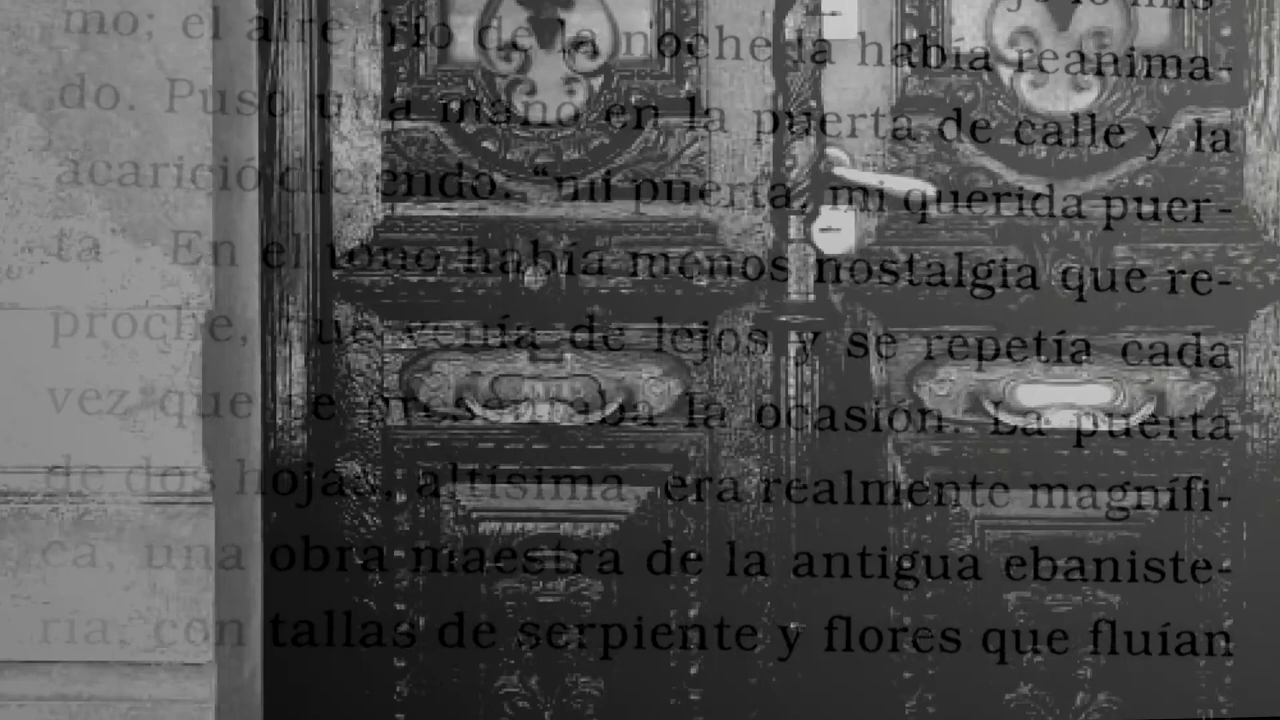 mo; el aire frío de la noche la había reanima-
do. Puso una mano en la puerta de calle y la
acarició diciendo: “mi puerta, mi querida puer-
ta”. En el tono había menos nostalgia que re-
proche, que venía de lejos y se repetía cada
vez que se presentaba la ocasión. La puerta
de dos hojas, altísima, era realmente magnífi-
ca, una obra maestra de la antigua ebaniste-
ría, con tallas de serpiente y flores que fluían